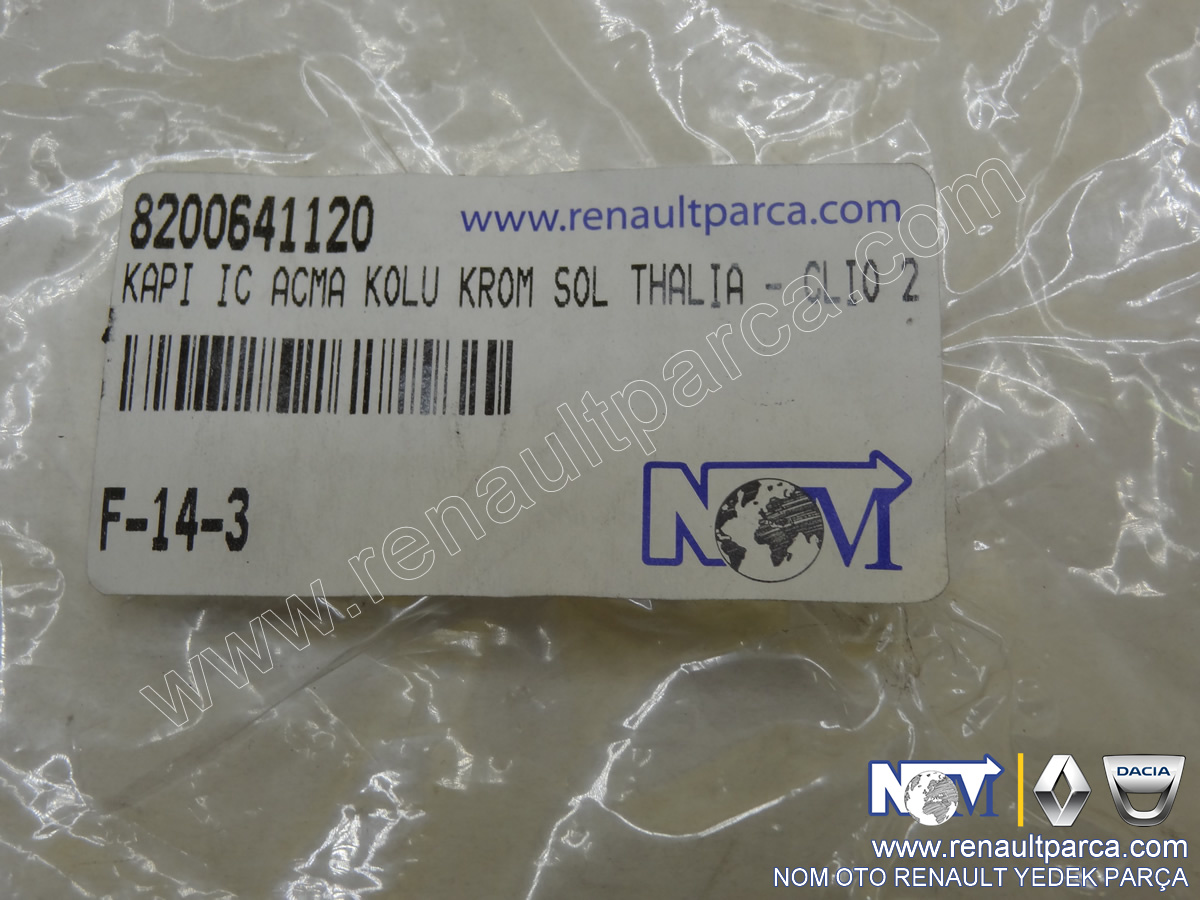 8200641120
www.renaultparca.com
KAPI IC ACMA KOLU KROM SOL THALIA - CLIO 2
F-14-3
NOM
www.renaultparca.com
NOM
DACIA
www.renaultparca.com
NOM OTO RENAULT YEDEK PARÇA